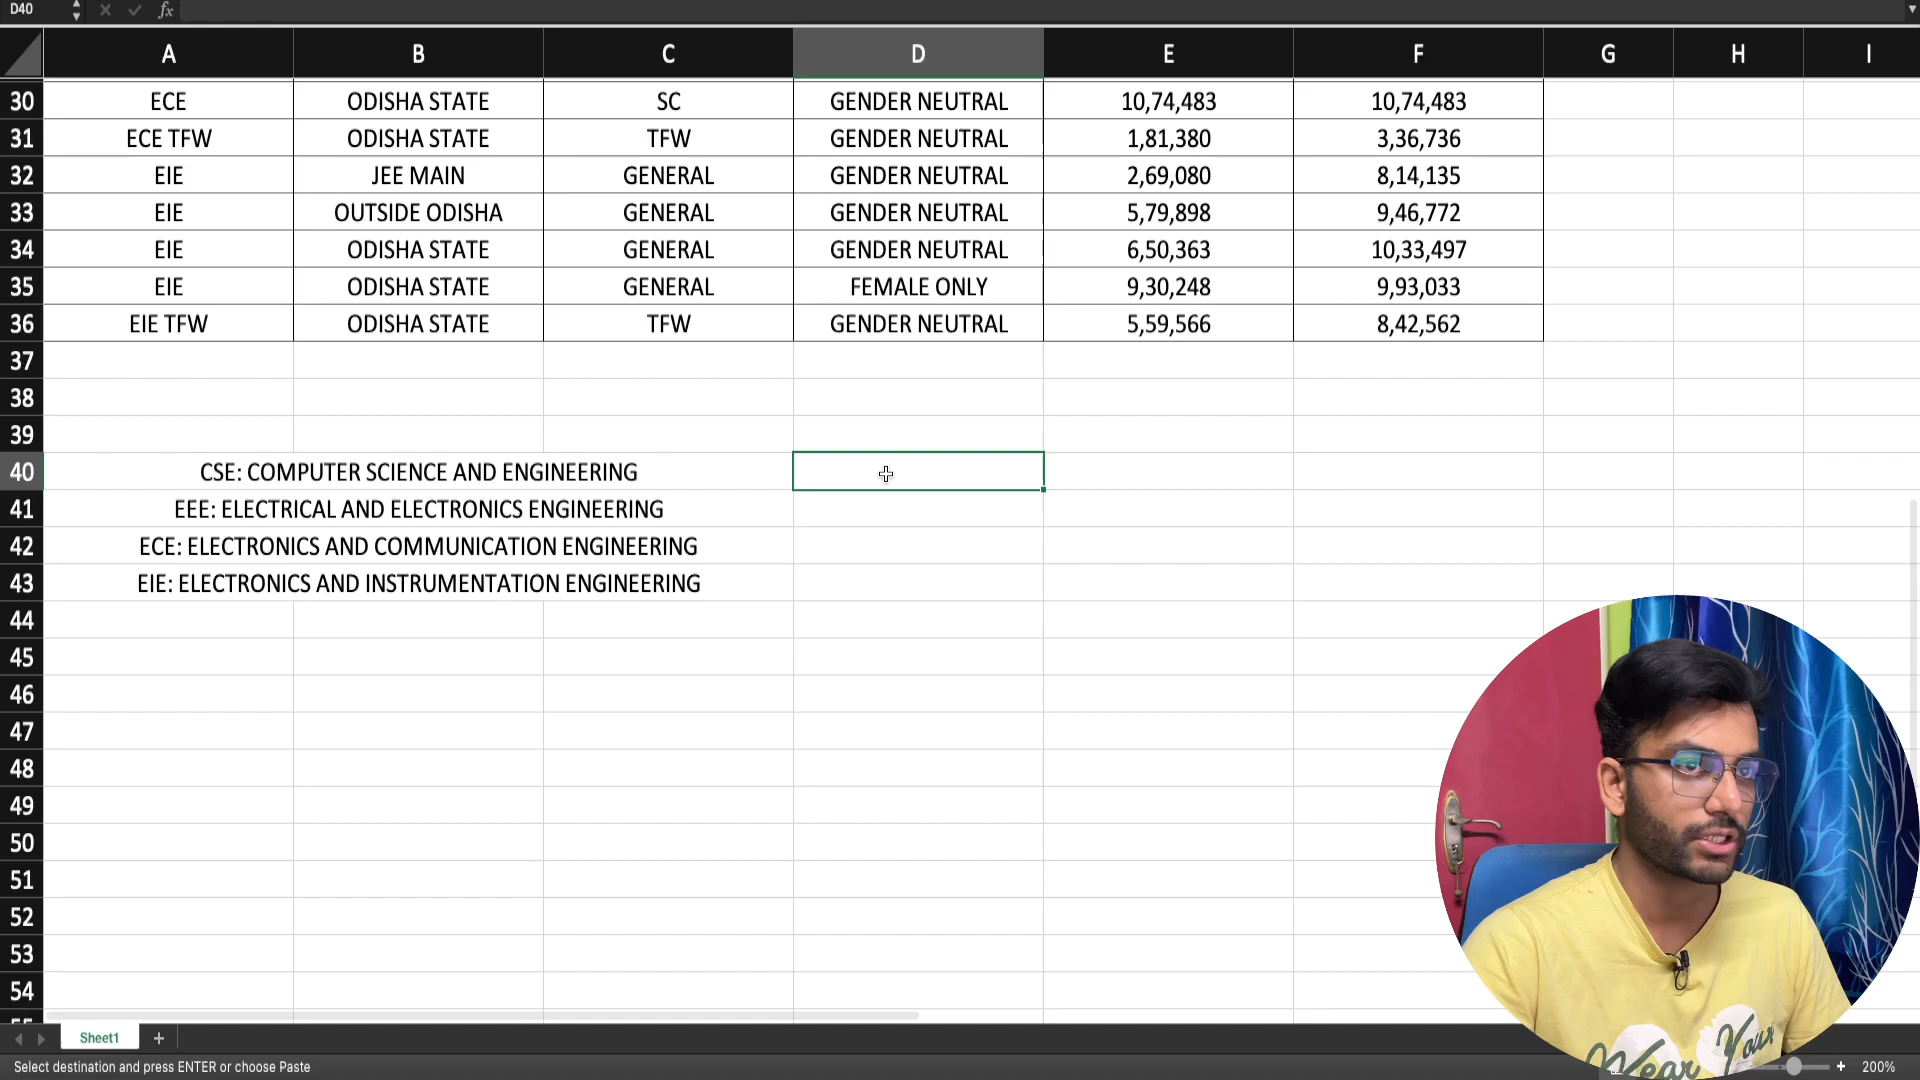 D40 fx
A B C D E F G H I
30 ECE ODISHA STATE SC GENDER NEUTRAL 10,74,483 10,74,483
31 ECE TFW ODISHA STATE TFW GENDER NEUTRAL 1,81,380 3,36,736
32 EIE JEE MAIN GENERAL GENDER NEUTRAL 2,69,080 8,14,135
33 EIE OUTSIDE ODISHA GENERAL GENDER NEUTRAL 5,79,898 9,46,772
34 EIE ODISHA STATE GENERAL GENDER NEUTRAL 6,50,363 10,33,497
35 EIE ODISHA STATE GENERAL FEMALE ONLY 9,30,248 9,93,033
36 EIE TFW ODISHA STATE TFW GENDER NEUTRAL 5,59,566 8,42,562
37
38
39
40 CSE: COMPUTER SCIENCE AND ENGINEERING
41 EEE: ELECTRICAL AND ELECTRONICS ENGINEERING
42 ECE: ELECTRONICS AND COMMUNICATION ENGINEERING
43 EIE: ELECTRONICS AND INSTRUMENTATION ENGINEERING
44
45
46
47
48
49
50
51
52
53
54
Wear Your
Sheet1 +
Select destination and press ENTER or choose Paste + 200%